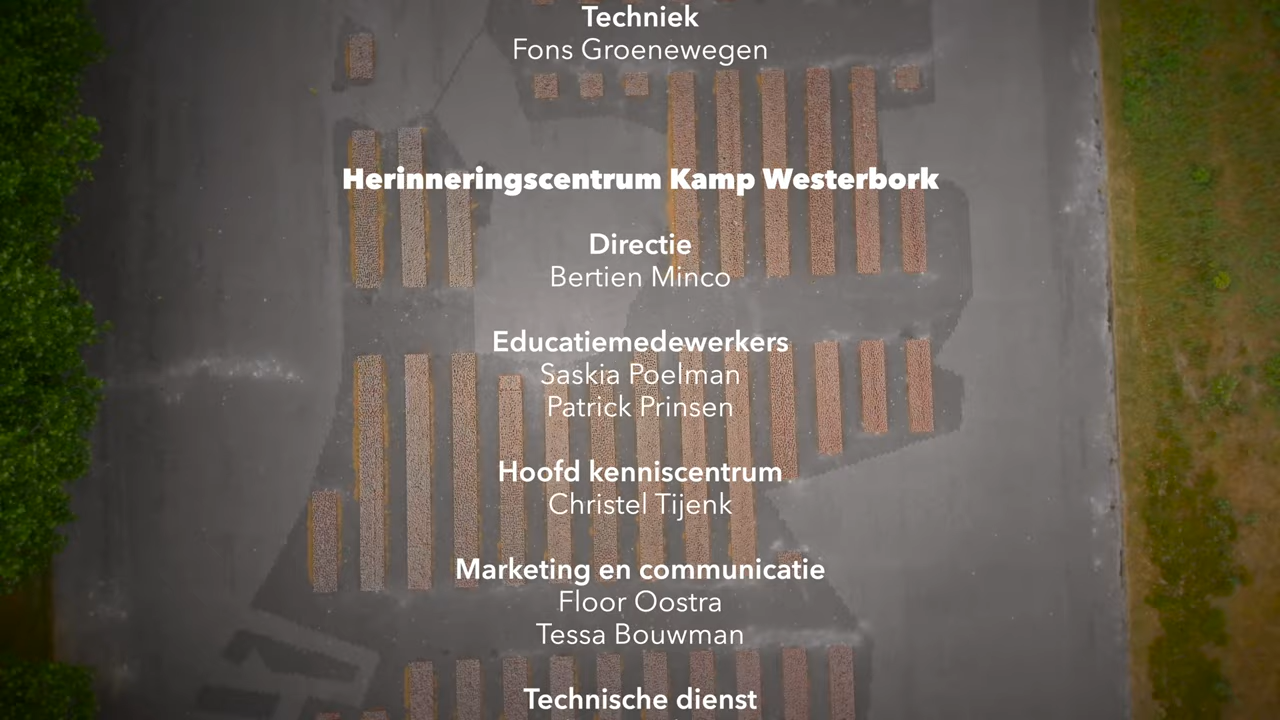 Techniek
Fons Groenewegen
Herinneringscentrum Kamp Westerbork
Directie
Bertien Minco
Educatiemedewerkers
Saskia Poelman
Patrick Prinsen
Hoofd kenniscentrum
Christel Tijenk
Marketing en communicatie
Floor Oostra
Tessa Bouwman
Technische dienst